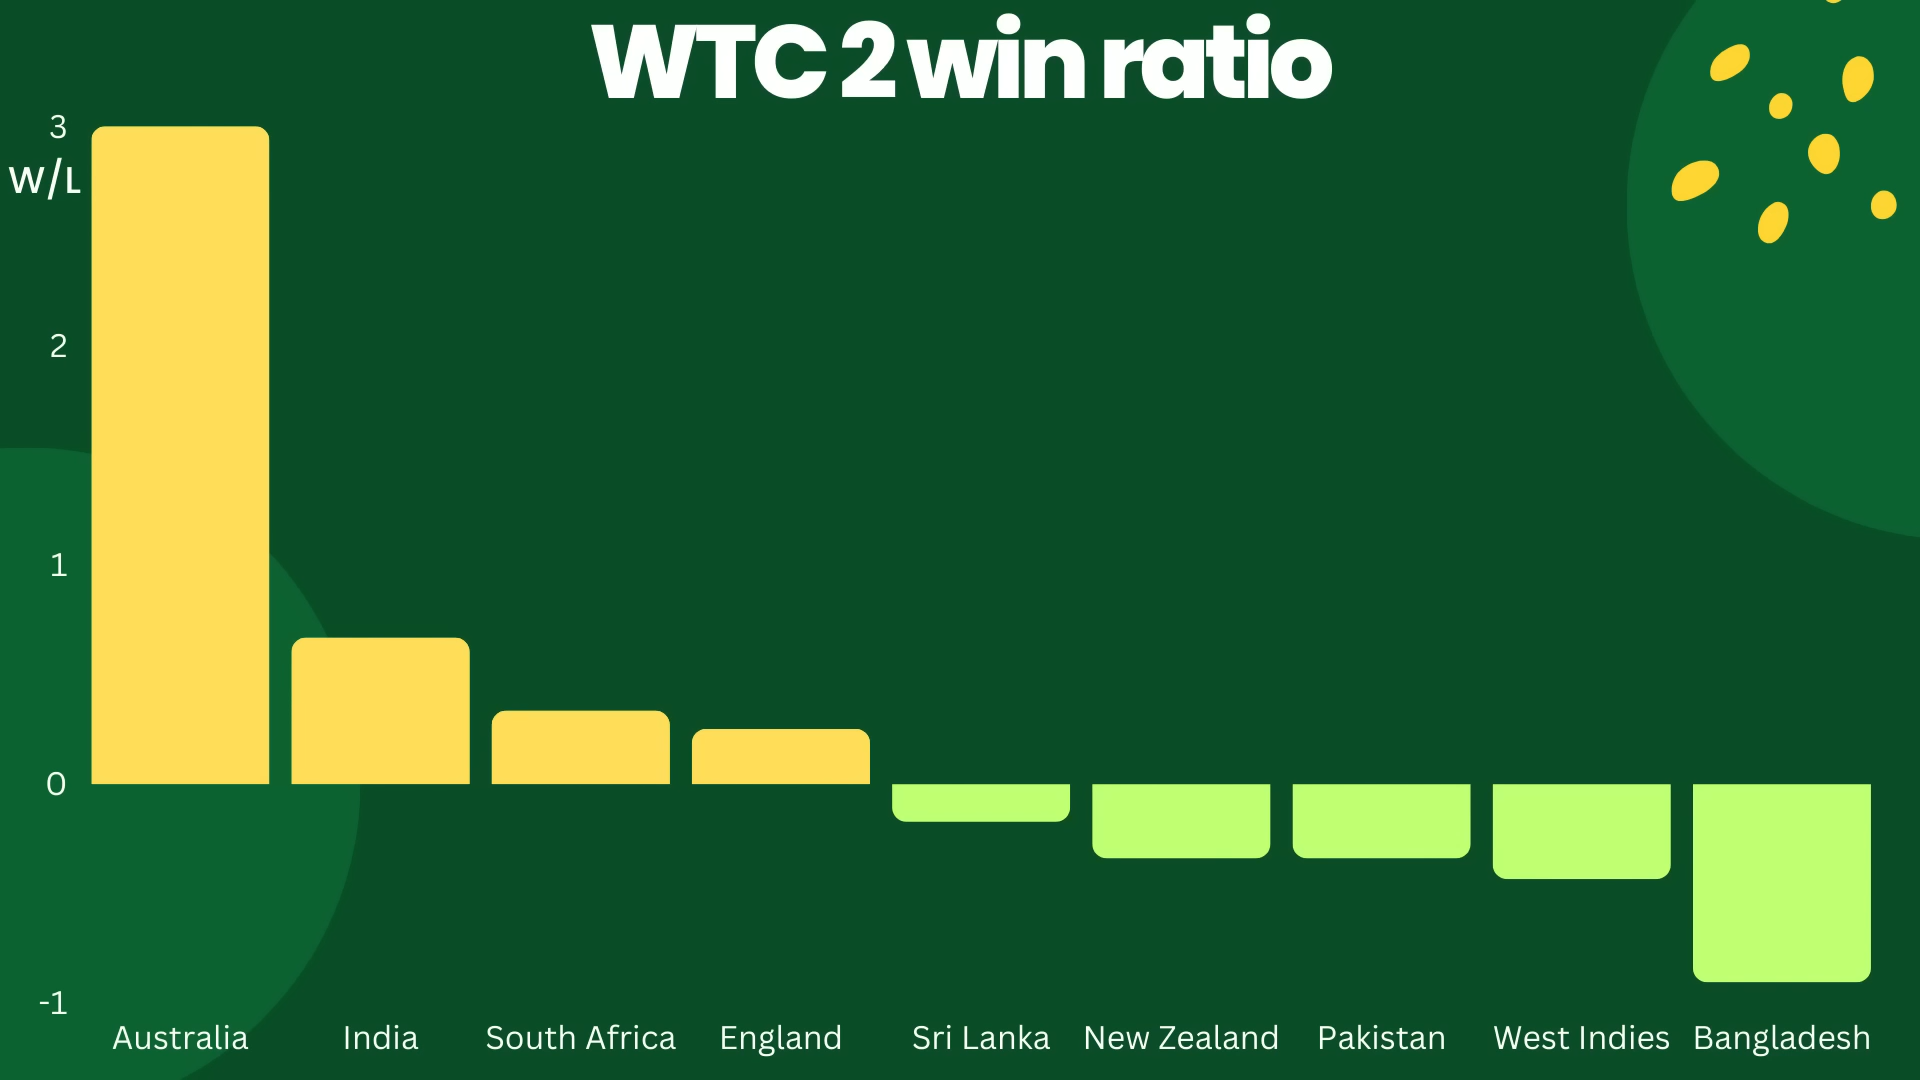 WTC 2 win ratio
3
W/L
2
1
0
-1
Australia India South Africa England Sri Lanka New Zealand Pakistan West Indies Bangladesh